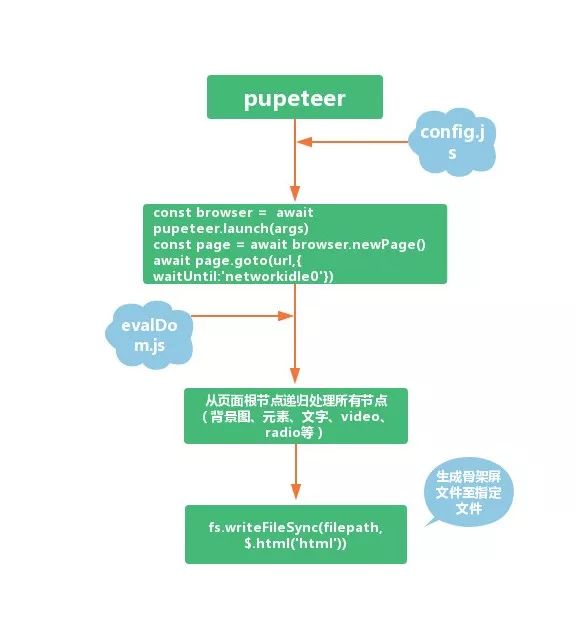 pupeteer
config.j
s
const browser = await
pupeteer.launch(args)
const page = await browser.newPage()
await page.goto(url,{
waitUntil:'networkidle0'})
evalDo
m.js
从页面根节点递归处理所有节点
（背景图、元素、文字、video、
radio等）
生成骨架屏
文件至指定
文件
fs.writeFileSync(filepath,
$.html('html'))